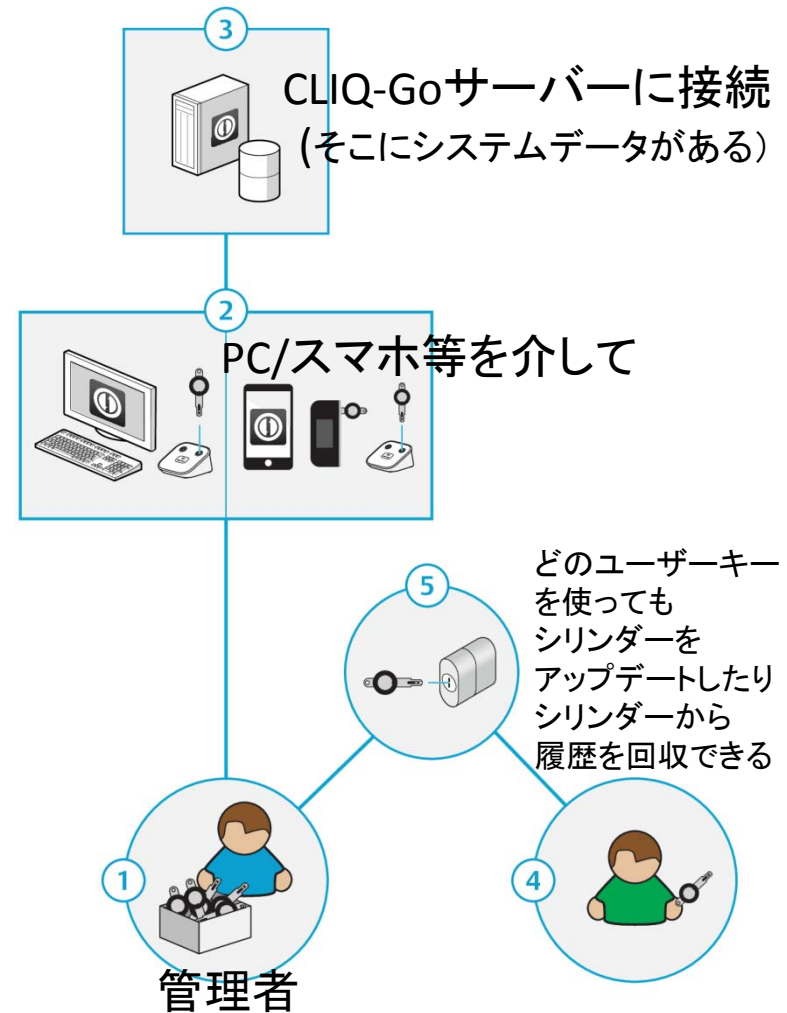 3
CLIQ-Goサーバーに接続
(そこにシステムデータがある）
2
PC/スマホ等を介して
5
どのユーザーキー
を使っても
シリンダーを
アップデートしたり
シリンダーから
履歴を回収できる
1
4
管理者